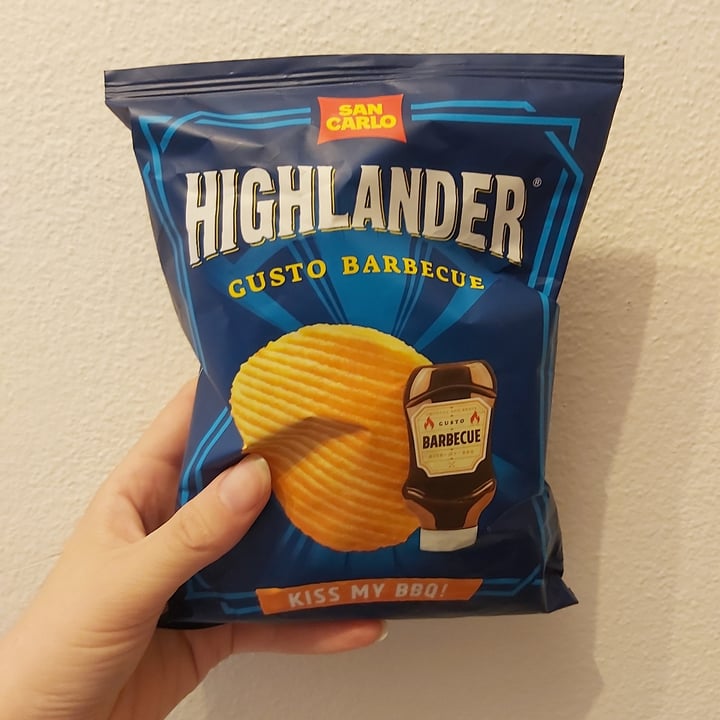 SAN
CARLO
HIGHLANDER®
GUSTO BARBECUE
GUSTO
BARBECUE
KISS MY BBQ!